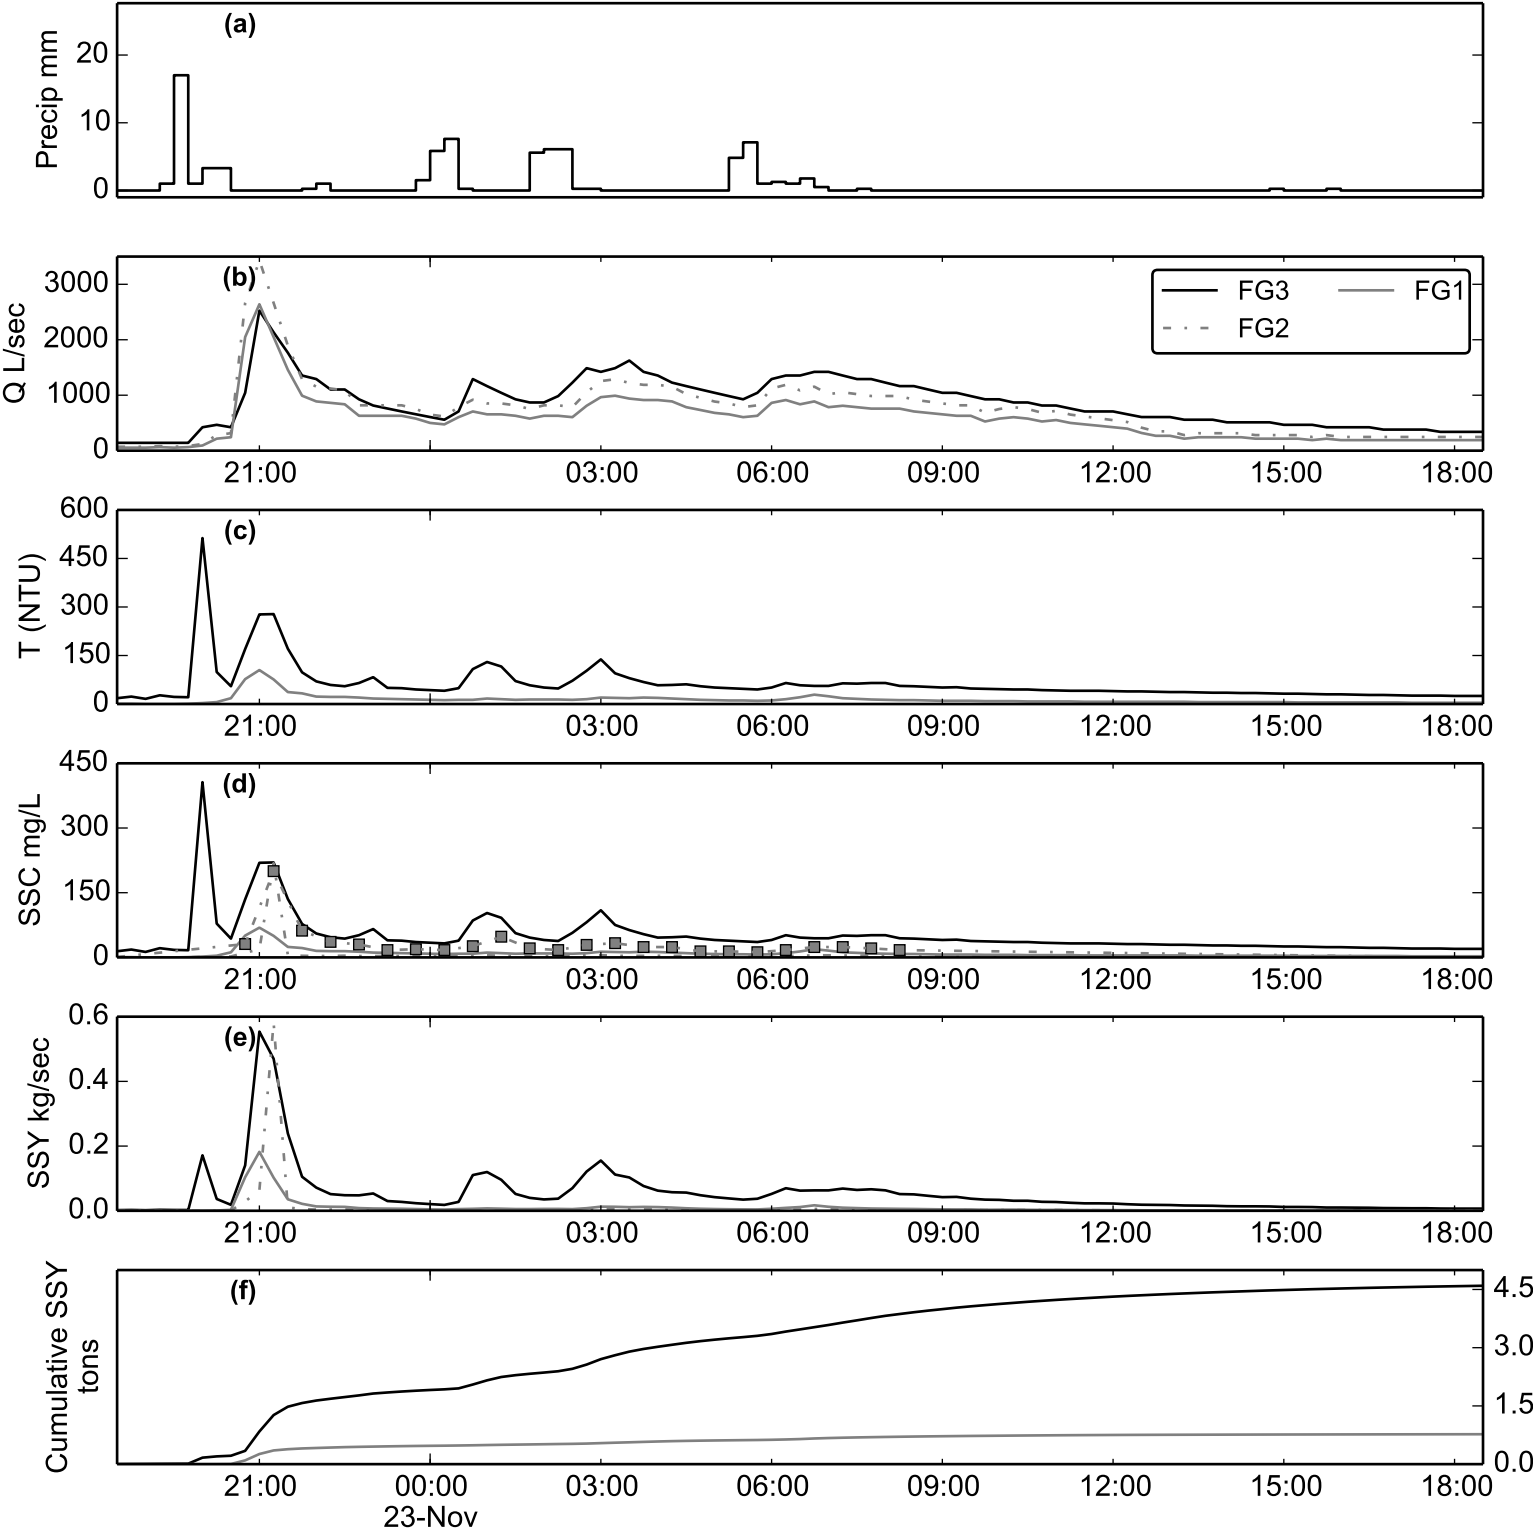 (a)
Precip mm
20
10
0
(b)
Q L/sec
3000
2000
1000
0
FG3 FG1
FG2
21:00 03:00 06:00 09:00 12:00 15:00 18:00
(c)
T (NTU)
600
450
300
150
0
21:00 03:00 06:00 09:00 12:00 15:00 18:00
(d)
SSC mg/L
450
300
150
0
21:00 03:00 06:00 09:00 12:00 15:00 18:00
(e)
SSY kg/sec
0.6
0.4
0.2
0.0
21:00 03:00 06:00 09:00 12:00 15:00 18:00
(f)
Cumulative SSY
tons
4.5
3.0
1.5
0.0
21:00 00:00 03:00 06:00 09:00 12:00 15:00 18:00
23-Nov